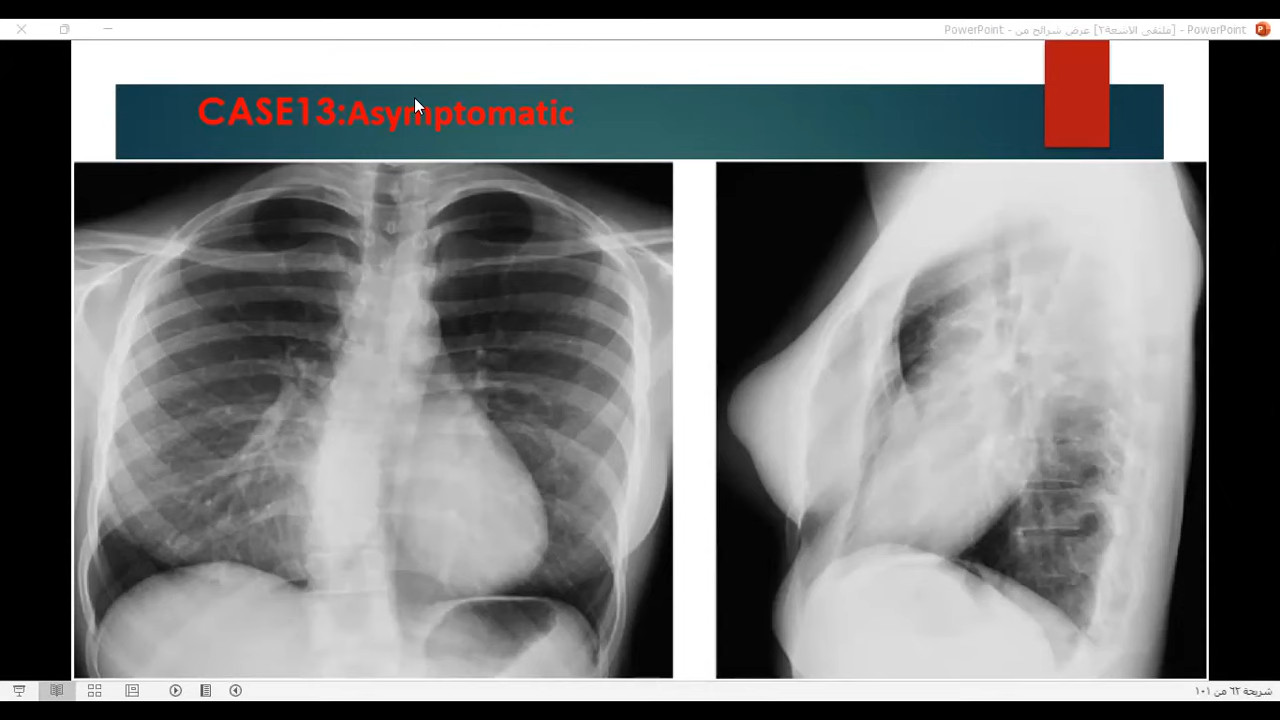 PowerPoint - [ملتقى الاشعة٢] عرض شرائح من - PowerPoint
CASE13:Asymptomatic
شريحة ٦٢ من ١٠١